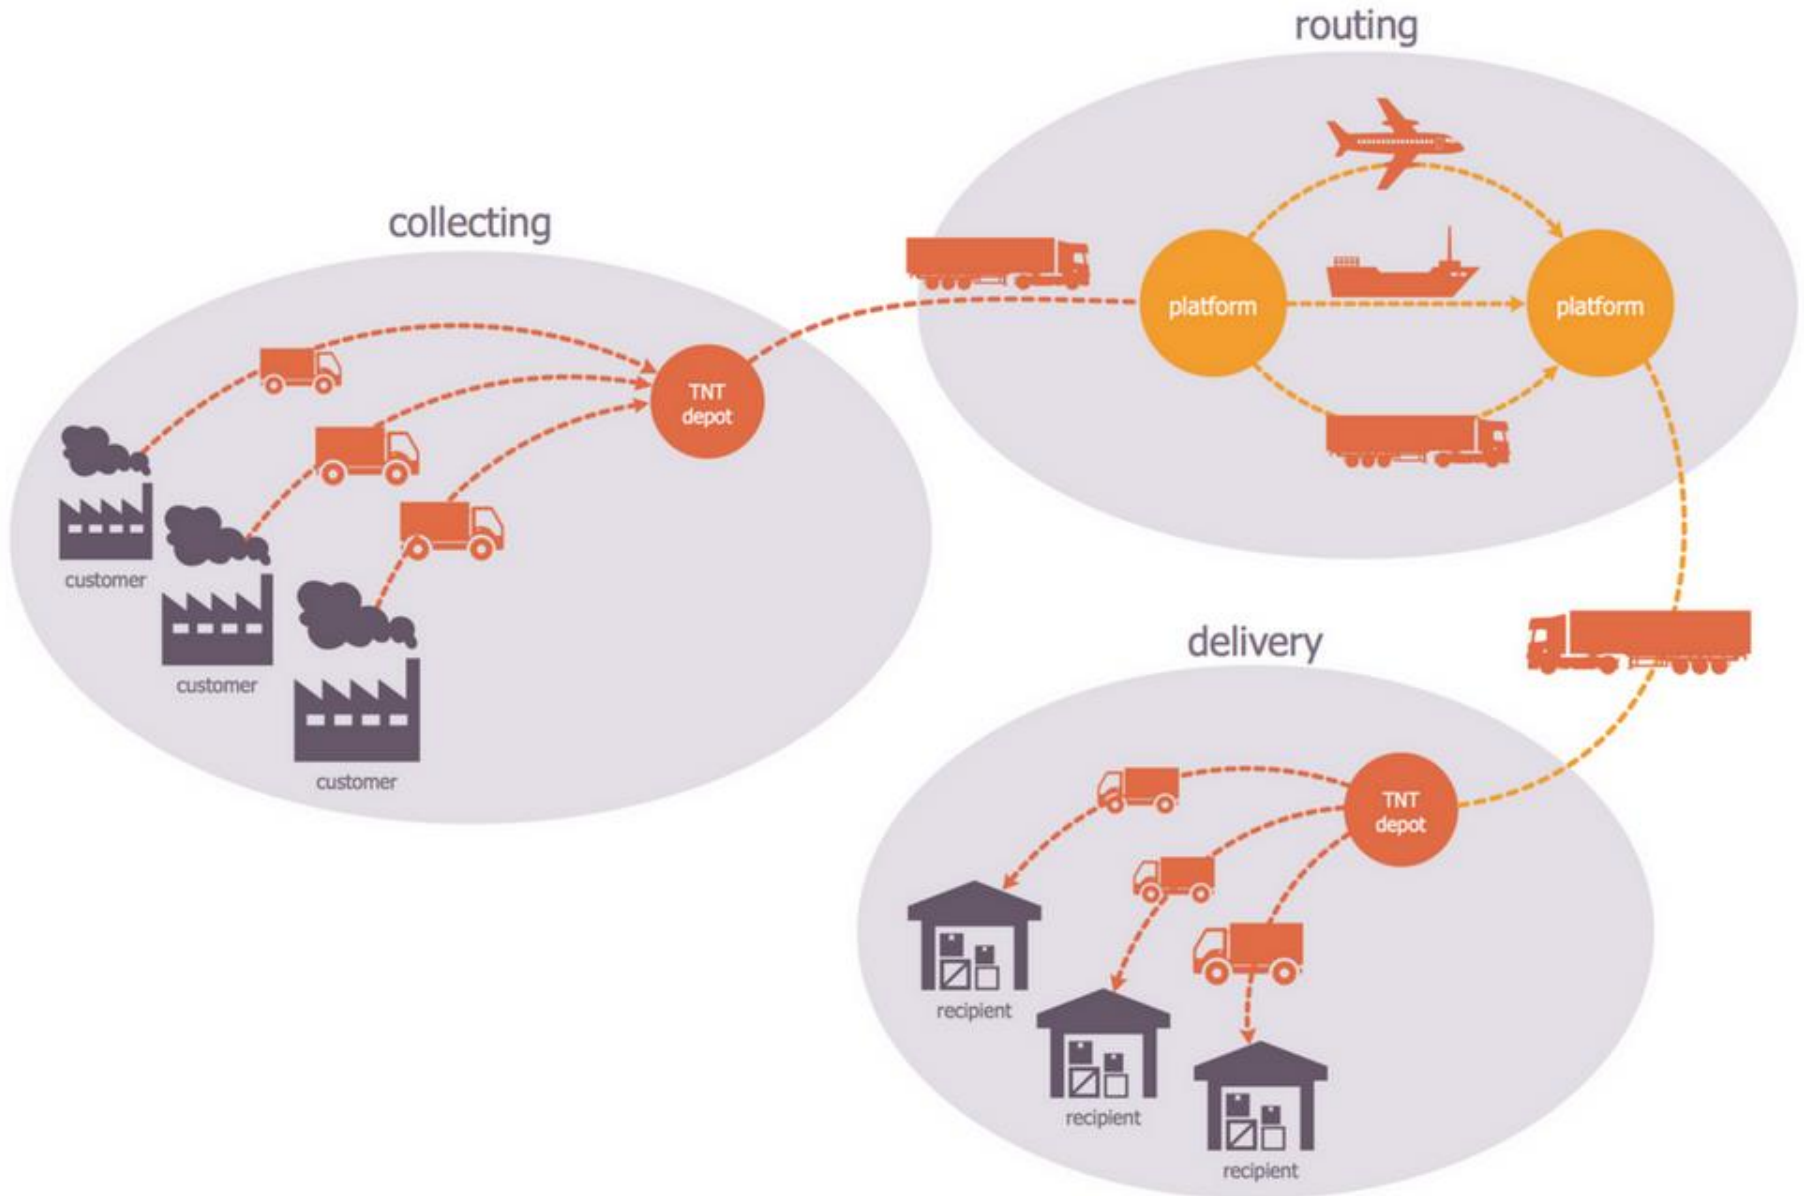 routing
collecting
platform
platform
TNT
depot
customer
customer
customer
delivery
TNT
depot
recipient
recipient
recipient